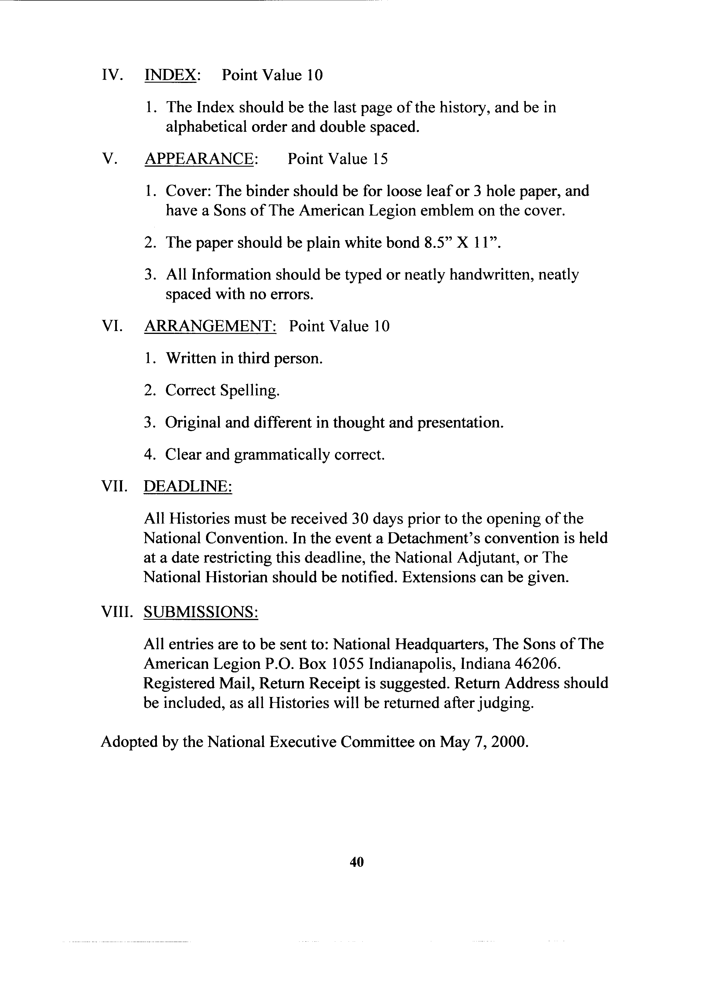 IV. INDEX: Point Value 10
1. The Index should be the last page of the history, and be in
alphabetical order and double spaced.
V. APPEARANCE: Point Value 15
1. Cover: The binder should be for loose leaf or 3 hole paper, and
have a Sons of The American Legion emblem on the cover.
2. The paper should be plain white bond 8.5” X 11”.
3. All Information should be typed or neatly handwritten, neatly
spaced with no errors.
VI. ARRANGEMENT: Point Value 10
1. Written in third person.
2. Correct Spelling.
3. Original and different in thought and presentation.
4. Clear and grammatically correct.
VII. DEADLINE:
All Histories must be received 30 days prior to the opening of the
National Convention. In the event a Detachment’s convention is held
at a date restricting this deadline, the National Adjutant, or The
National Historian should be notified. Extensions can be given.
VIII. SUBMISSIONS:
All entries are to be sent to: National Headquarters, The Sons of The
American Legion P.O. Box 1055 Indianapolis, Indiana 46206.
Registered Mail, Return Receipt is suggested. Return Address should
be included, as all Histories will be returned after judging.
Adopted by the National Executive Committee on May 7, 2000.
40